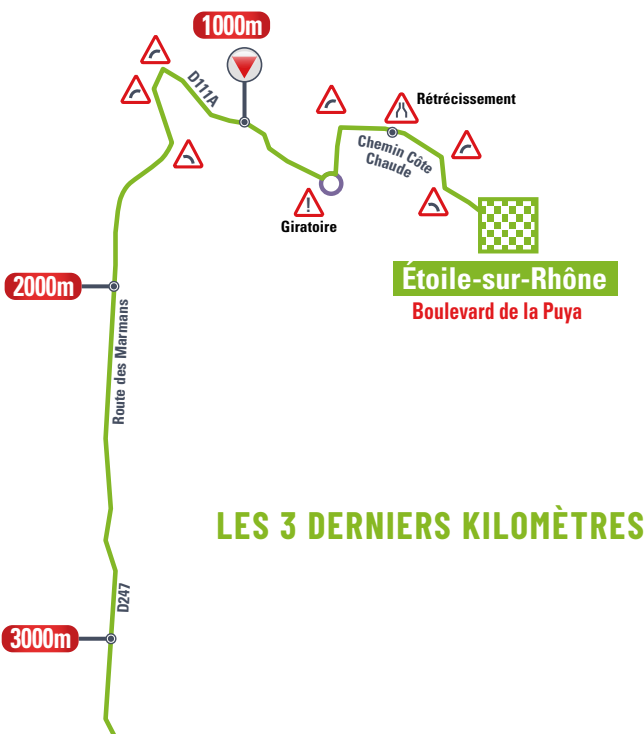 1000m
D111A
Rétrécissement
Chemin Côte
Chaude
!
Giratoire
Étoile-sur-Rhône
Boulevard de la Puya
2000m
Route des Marmans
LES 3 DERNIERS KILOMÈTRES
D247
3000m